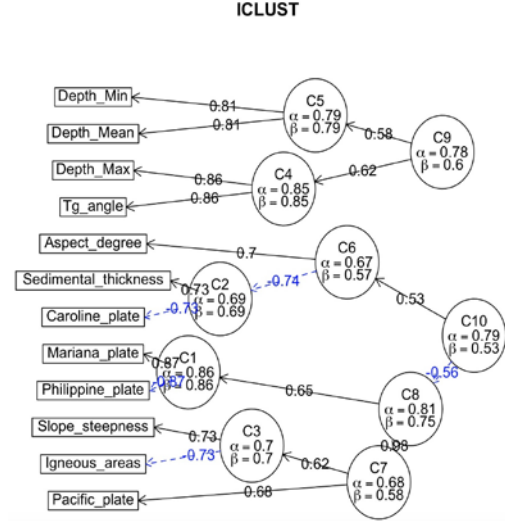 ICLUST
Depth_Min
Depth_Mean
Depth_Max
Tg_angle
Aspect_degree
Sedimental_thickness
Caroline_plate
Mariana_plate
Philippine_plate
Slope_steepness
Igneous_areas
Pacific_plate
0.81
0.81
C5
α = 0.79
β = 0.79
0.58
C9
α = 0.78
β = 0.6
0.62
0.86
0.86
C4
α = 0.85
β = 0.85
0.7
C6
α = 0.67
β = 0.57
-0.74
0.73
-0.73
C2
α = 0.69
β = 0.69
0.53
C10
α = 0.79
β = 0.53
-0.56
0.87
-0.87
C1
α = 0.86
β = 0.86
0.65
C8
α = 0.81
β = 0.75
0.98
0.73
-0.73
C3
α = 0.7
β = 0.7
0.62
0.68
C7
α = 0.68
β = 0.58